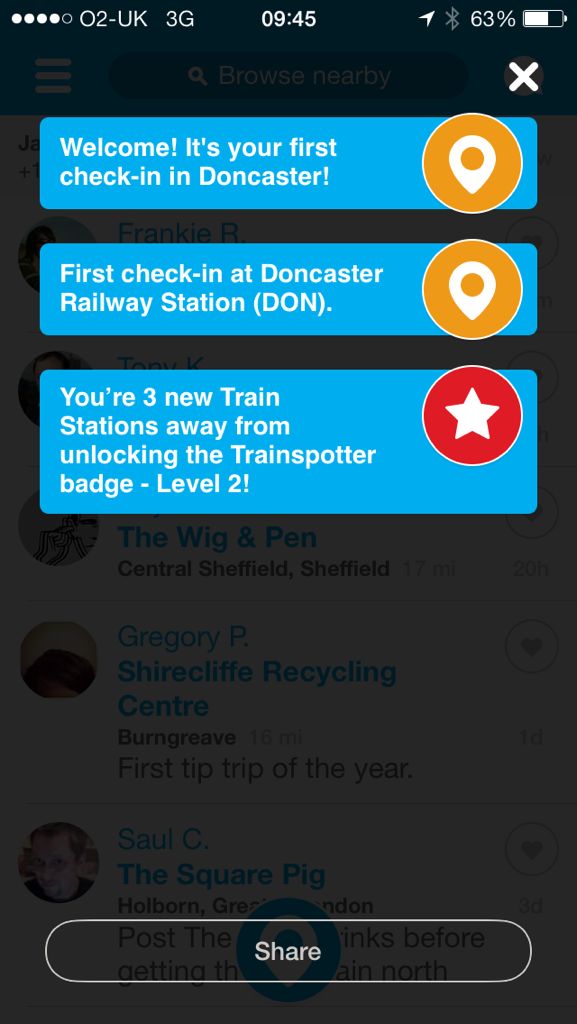 O2-UK 3G 09:45 63%
Browse nearby
Ja
+1
Welcome! It's your first
check-in in Doncaster!
Frankie R.
First check-in at Doncaster
Railway Station (DON).
Tony K
You’re 3 new Train
Stations away from
unlocking the Trainspotter
badge - Level 2!
The Wig & Pen
Central Sheffield, Sheffield 17 mi 20h
Gregory P.
Shirecliffe Recycling
Centre
Burngreave 16 mi 1d
First tip trip of the year.
Saul C.
The Square Pig
Holborn, Grea ndon 3d
Post The rinks before
Share
getting th ain north